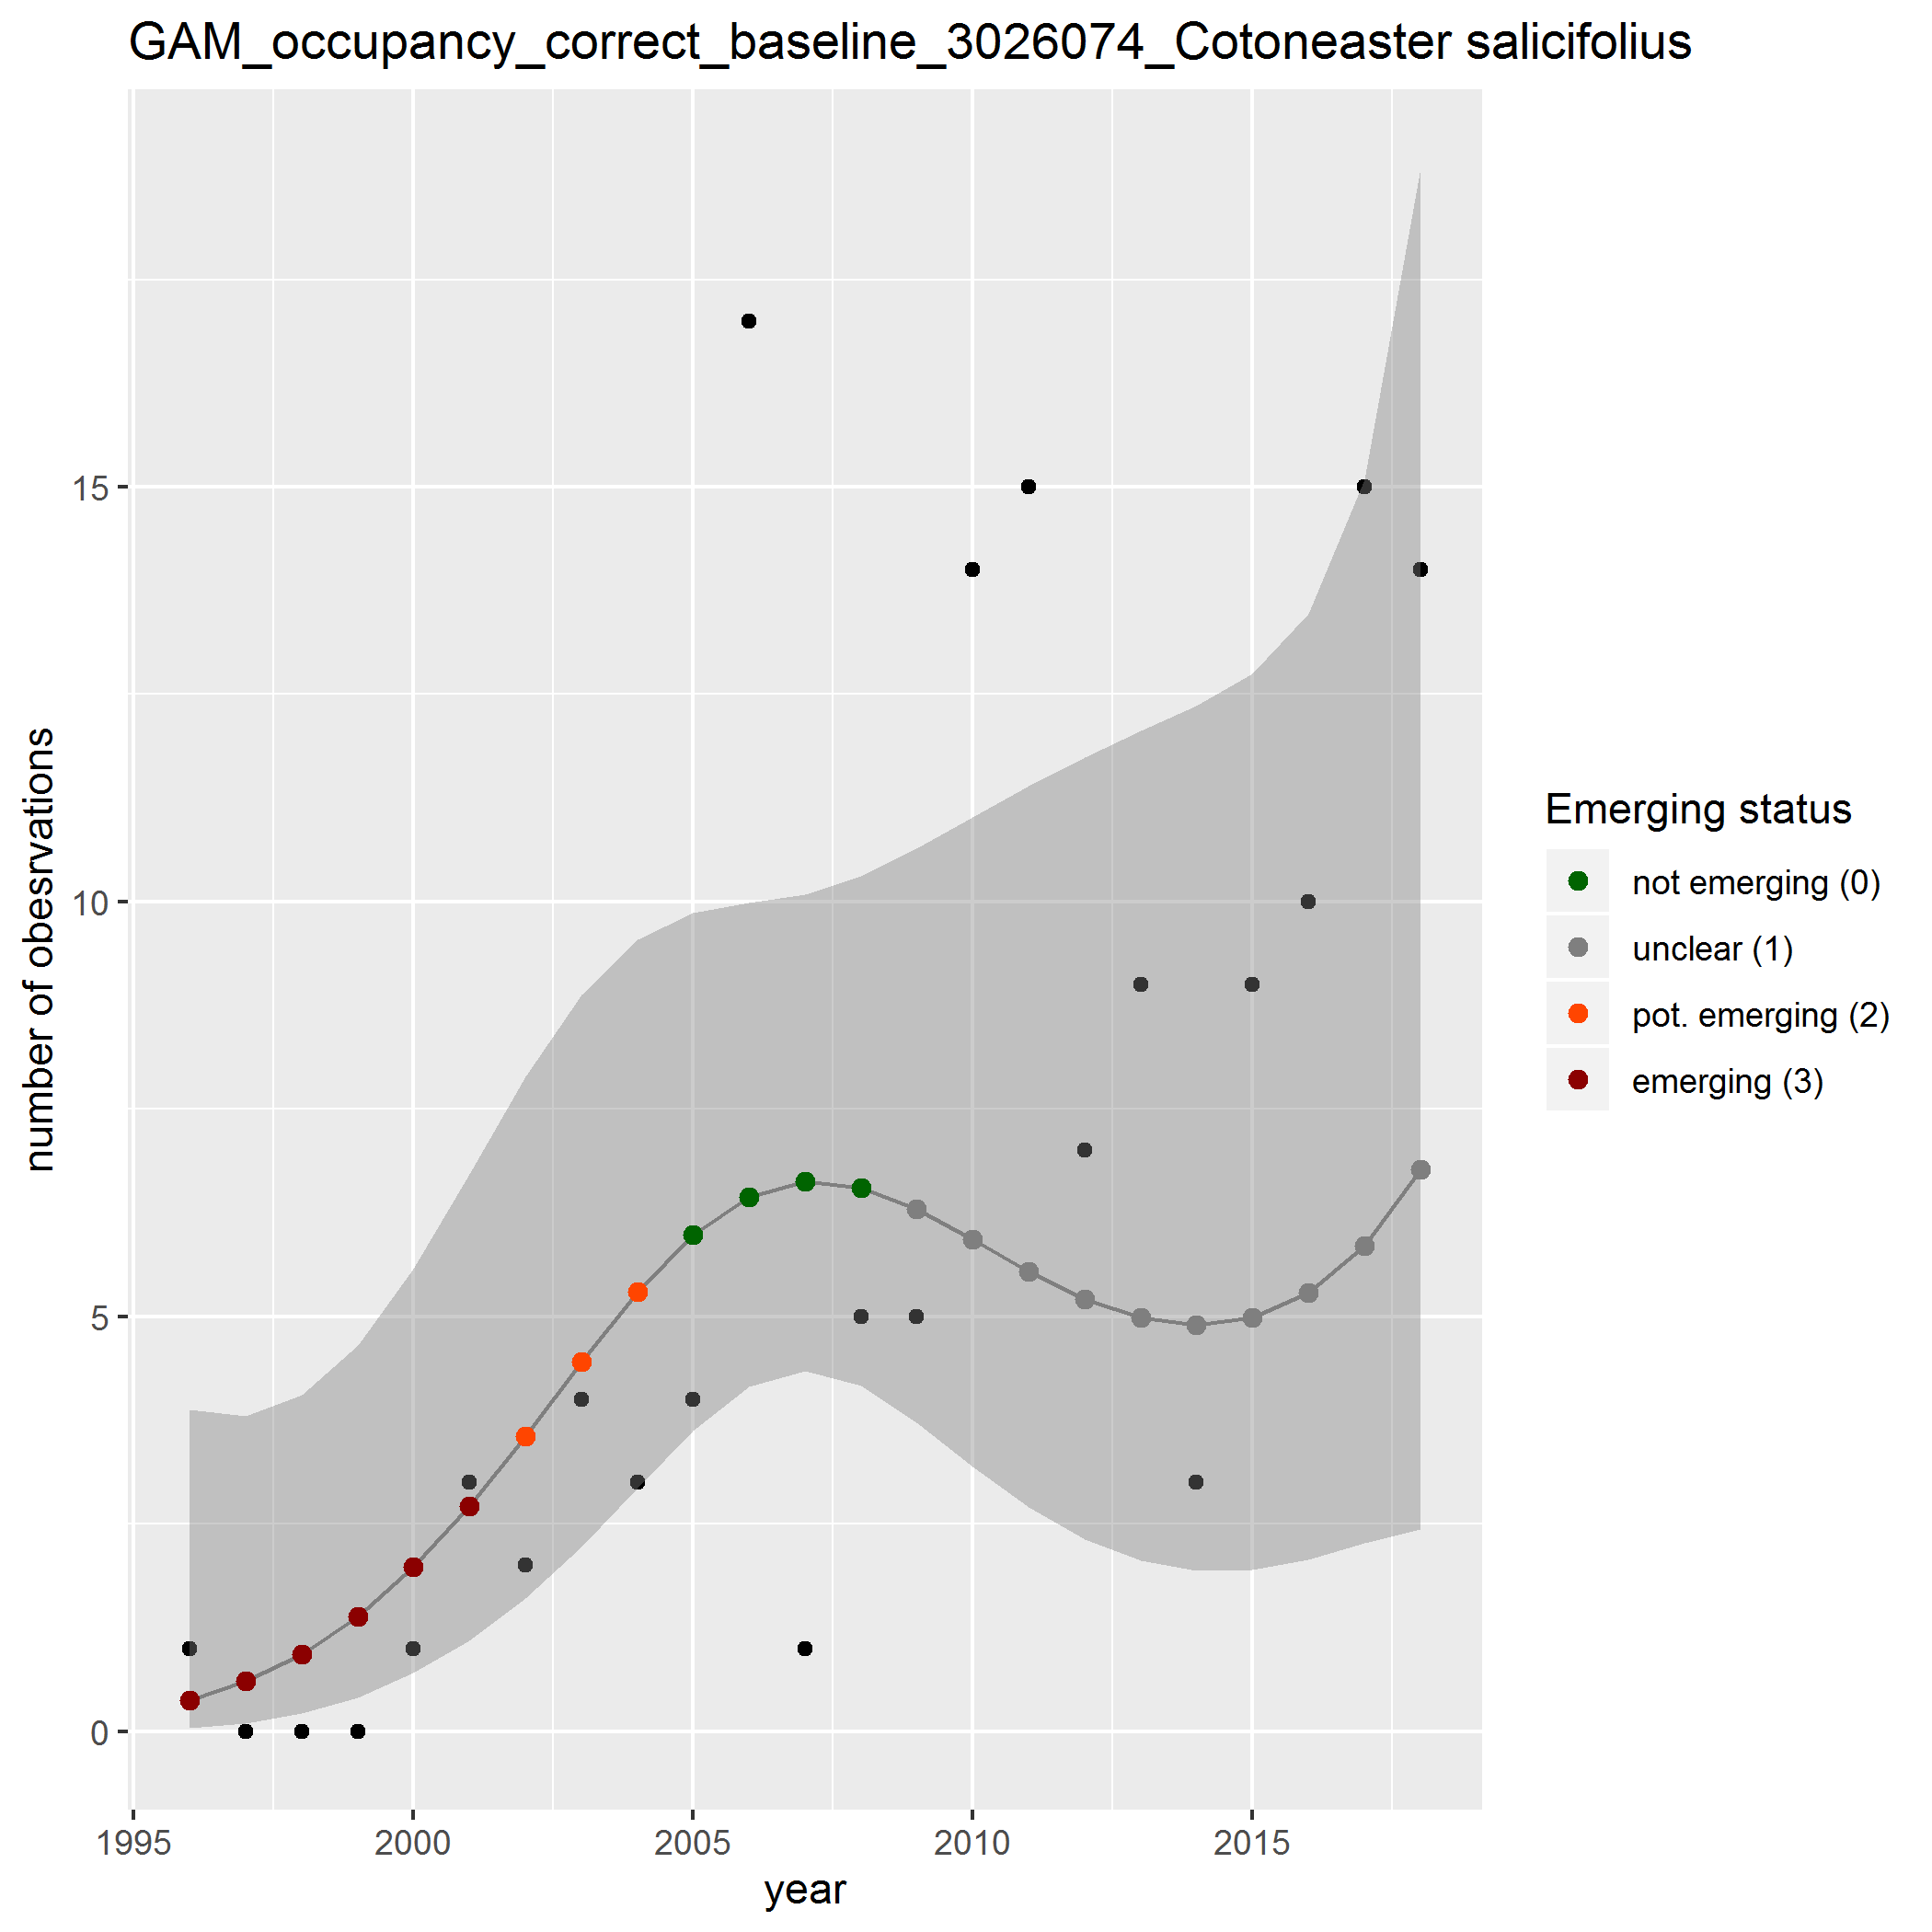 GAM_occupancy_correct_baseline_3026074_Cotoneaster salicifolius
number of obesrvations
15
10
5
0
1995
2000
2005
2010
2015
year
Emerging status
not emerging (0)
unclear (1)
pot. emerging (2)
emerging (3)